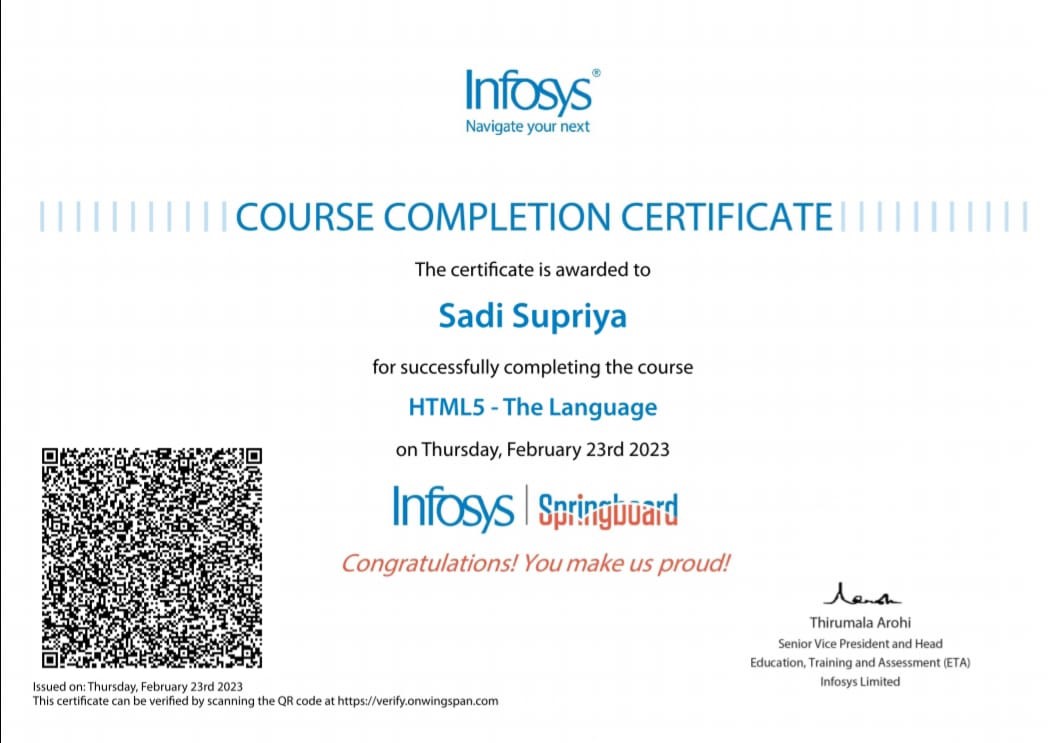 Infosys®
Navigate your next
COURSE COMPLETION CERTIFICATE
The certificate is awarded to
Sadi Supriya
for successfully completing the course
HTML5 - The Language
on Thursday, February 23rd 2023
Infosys | Springboard
Congratulations! You make us proud!
Thirumala Arohi
Senior Vice President and Head
Education, Training and Assessment (ETA)
Infosys Limited
Issued on: Thursday, February 23rd 2023
This certificate can be verified by scanning the QR code at https://verify.onwingspan.com